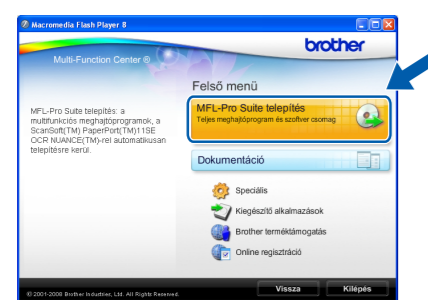 Macromedia Flash Player 8
brother
Multi-Function Center ®
Felső menü
MFL-Pro Suite telepítés: a
multifunkciós meghajtóprogramok, a
ScanSoft(TM) PaperPort(TM)11SE
OCR NUANCE(TM)-rel automatikusan
telepítésre kerül.
MFL-Pro Suite telepítés
Teljes meghajtóprogram és szoftver csomag
Dokumentáció
Speciális
Kiegészítő alkalmazások
Brother terméktámogatás
Online regisztráció
© 2001-2008 Brother Industries, Ltd. All Rights Reserved.
Vissza
Kilépés